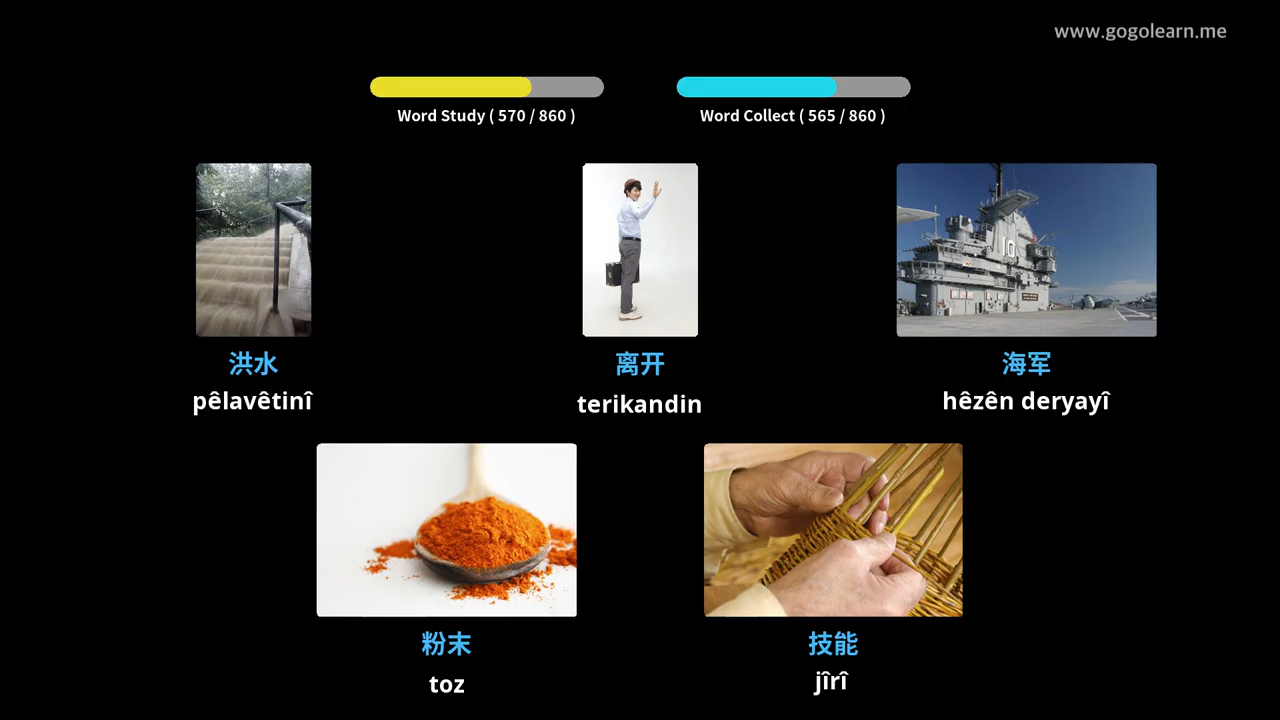 www.gogolearn.me
Word Study ( 570 / 860 )
Word Collect ( 565 / 860 )
洪水
pêlavêtinî
离开
terikandin
海军
hêzên deryayî
粉末
toz
技能
jîrî